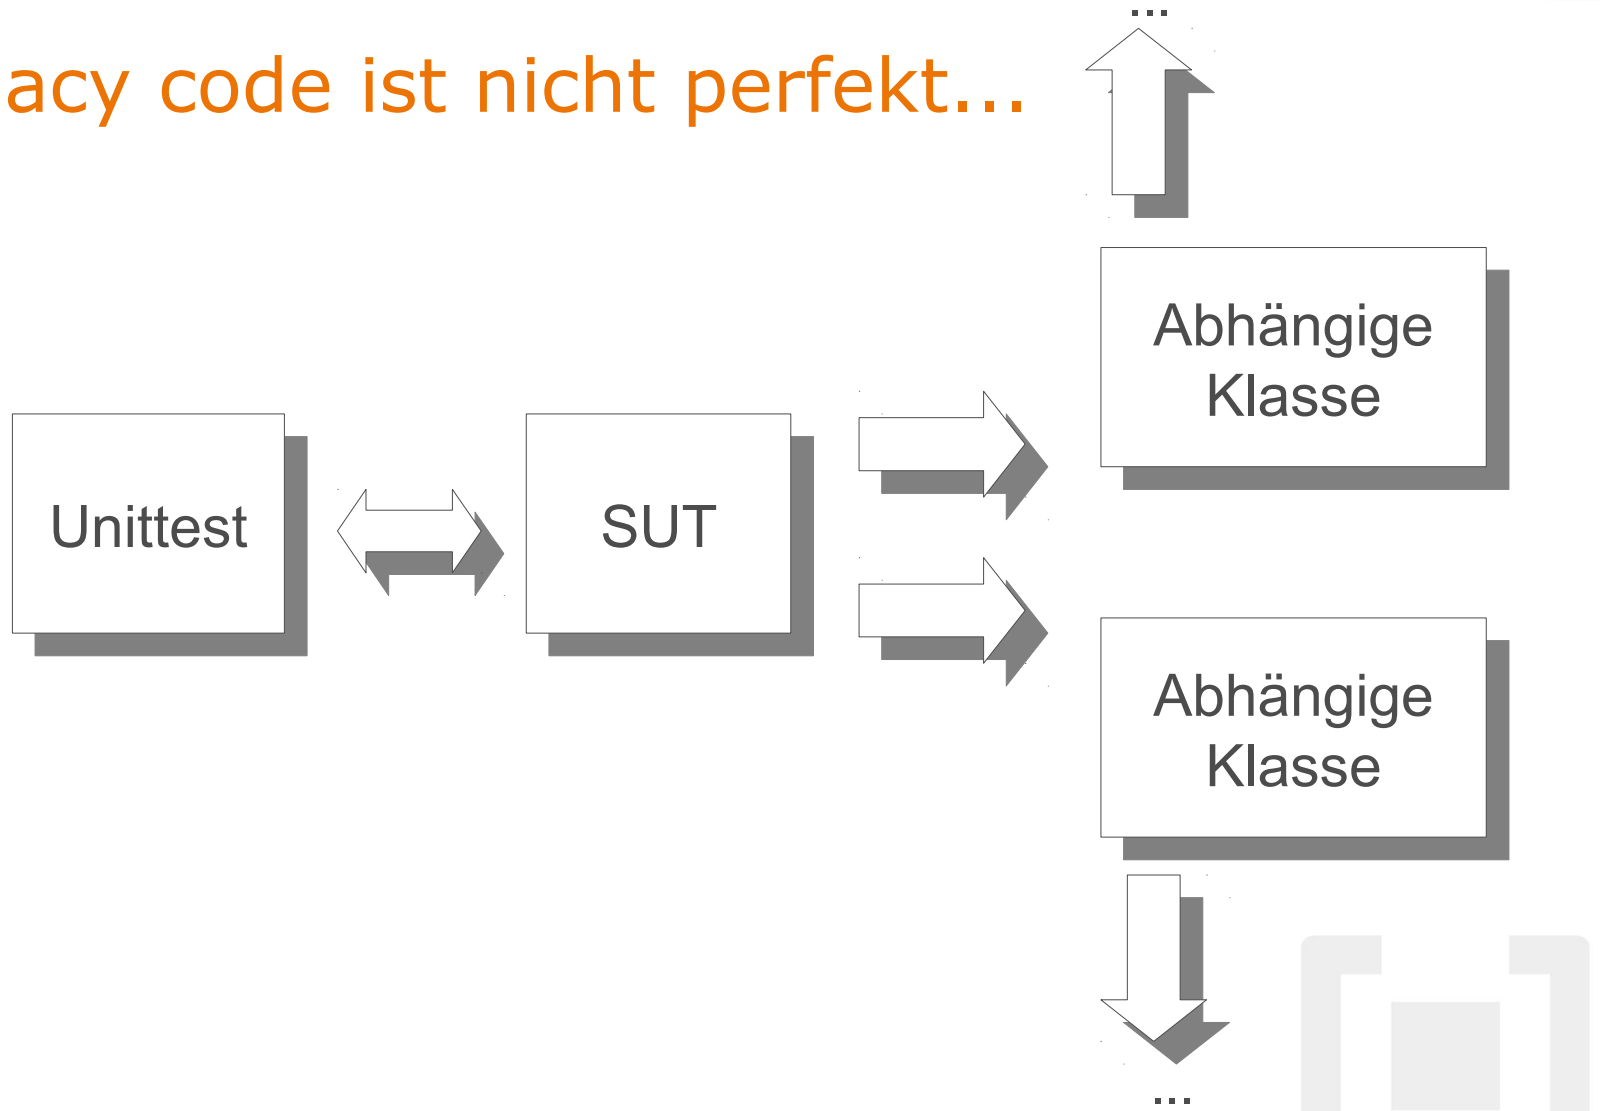 ...
acy code ist nicht perfekt...
Abhängige
Klasse
Unittest
SUT
Abhängige
Klasse
...